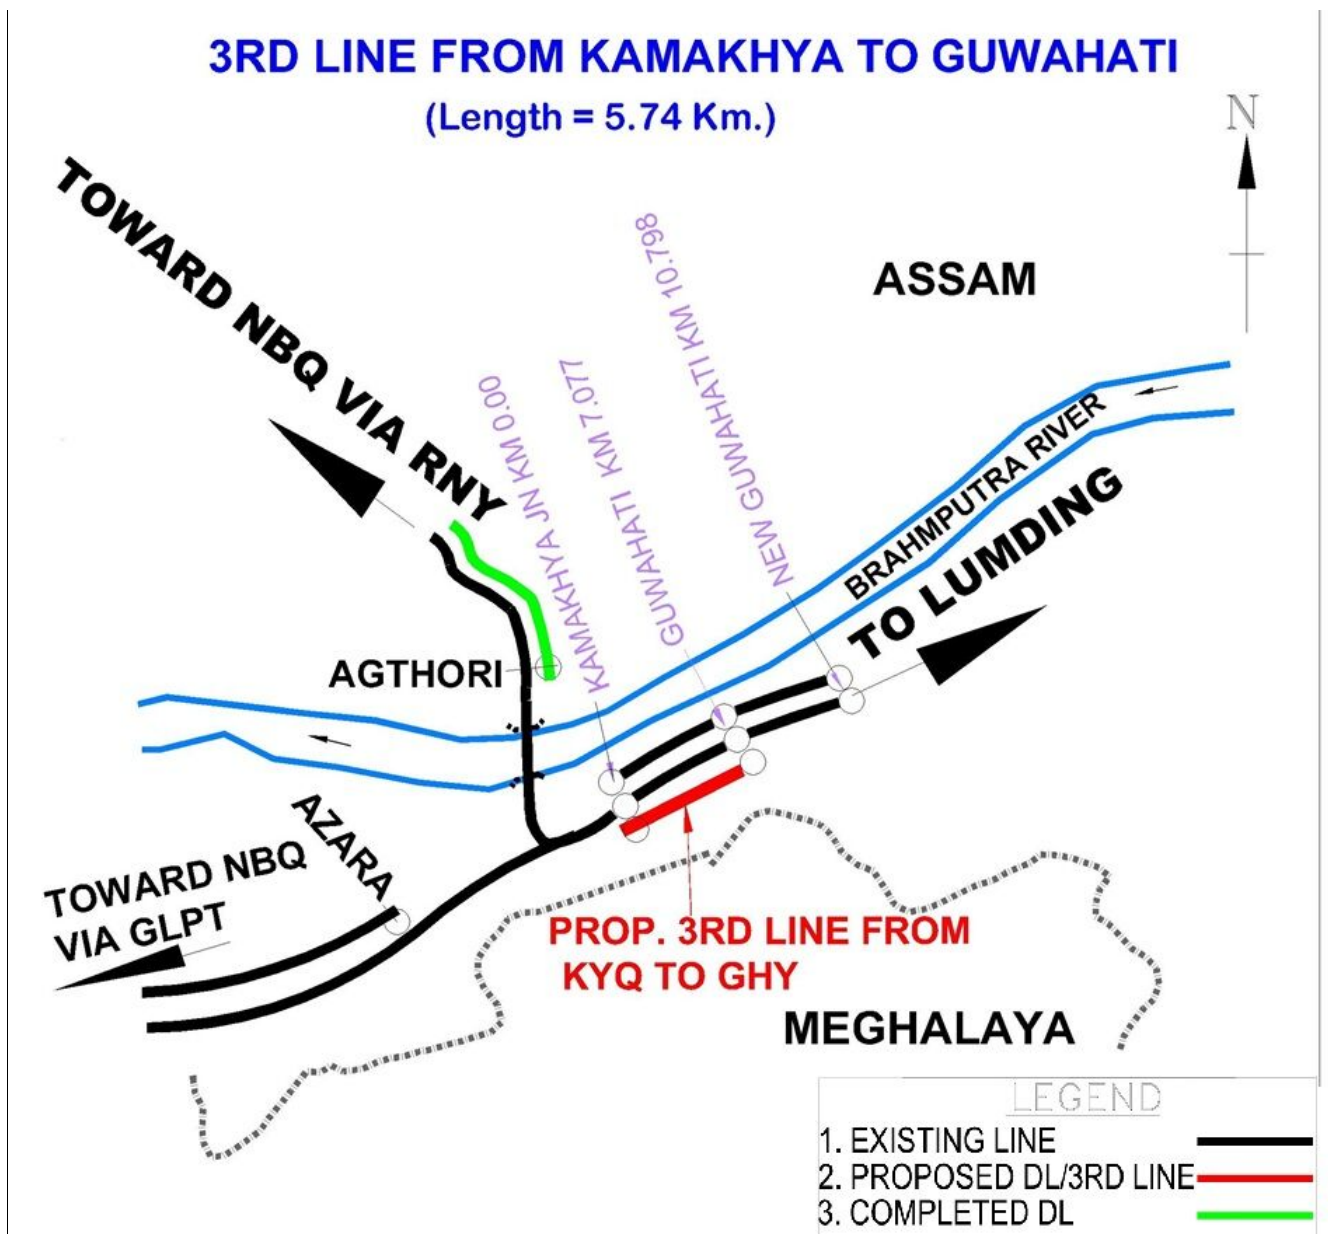 3RD LINE FROM KAMAKHYA TO GUWAHATI
(Length = 5.74 Km.)
N
TOWARD NBQ VIA RNY
ASSAM
KAMAKHYA JN KM 0.00
GUWAHATI KM 7.077
NEW GUWAHATI KM 10.798
BRAHMPUTRA RIVER
TO LUMDING
AGTHORI
AZARA
TOWARD NBQ
VIA GLPT
PROP. 3RD LINE FROM
KYQ TO GHY
MEGHALAYA
LEGEND
1. EXISTING LINE
2. PROPOSED DL/3RD LINE
3. COMPLETED DL